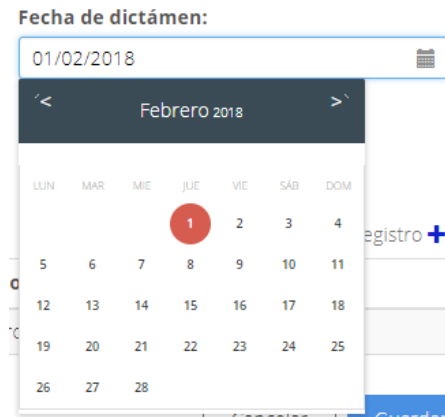 Fecha de dictámen:
01/02/2018
< Febrero 2018 >
LUN MAR MIE JUE VIE SÁB DOM
1 2 3 4
5 6 7 8 9 10 11
12 13 14 15 16 17 18
19 20 21 22 23 24 25
26 27 28